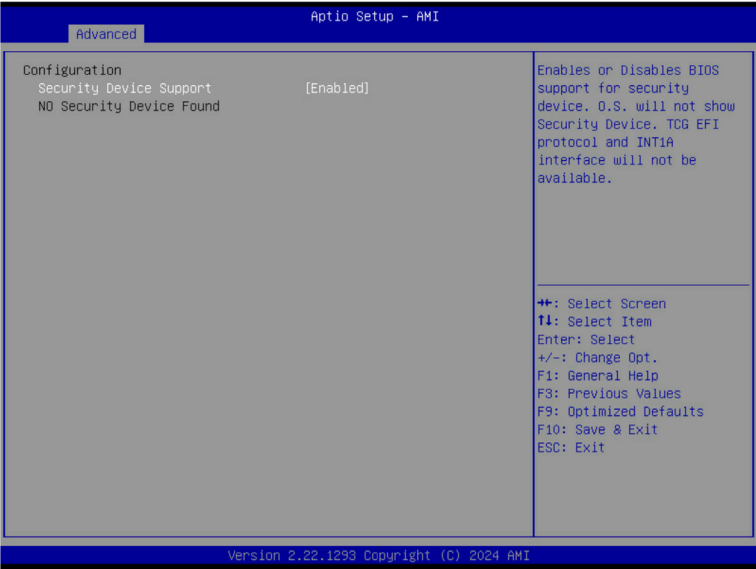 Aptio Setup – AMI
Advanced
Configuration
Security Device Support [Enabled]
NO Security Device Found
Enables or Disables BIOS
support for security
device. O.S. will not show
Security Device. TCG EFI
protocol and INT1A
interface will not be
available.
→←: Select Screen
↑↓: Select Item
Enter: Select
+/-: Change Opt.
F1: General Help
F3: Previous Values
F9: Optimized Defaults
F10: Save & Exit
ESC: Exit
Version 2.22.1293 Copyright (C) 2024 AMI